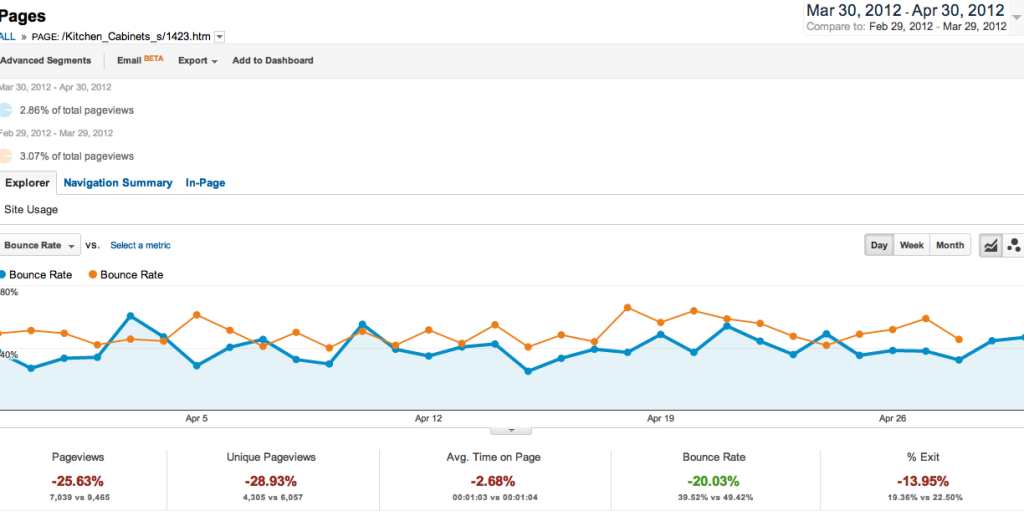 Pages
Mar 30, 2012 - Apr 30, 2012
Compare to: Feb 29, 2012 - Mar 29, 2012
ALL » PAGE: /Kitchen_Cabinets_s/1423.htm
Advanced Segments Email BETA Export Add to Dashboard
Mar 30, 2012 - Apr 30, 2012
2.86% of total pageviews
Feb 29, 2012 - Mar 29, 2012
3.07% of total pageviews
Explorer Navigation Summary In-Page
Site Usage
Bounce Rate vs. Select a metric Day Week Month
Bounce Rate Bounce Rate
80%
40%
Apr 5 Apr 12 Apr 19 Apr 26
Pageviews Unique Pageviews Avg. Time on Page Bounce Rate % Exit
-25.63% -28.93% -2.68% -20.03% -13.95%
7,039 vs 9,465 4,305 vs 6,057 00:01:03 vs 00:01:04 39.52% vs 49.42% 19.36% vs 22.50%